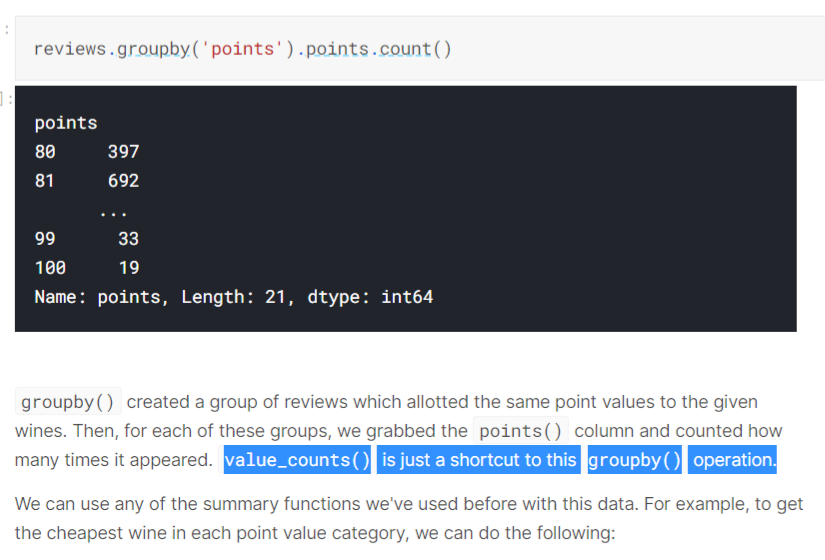 :
reviews.groupby('points').points.count()
]:
points
80     397
81     692
      ...
99      33
100     19
Name: points, Length: 21, dtype: int64
groupby() created a group of reviews which allotted the same point values to the given
wines. Then, for each of these groups, we grabbed the points() column and counted how
many times it appeared. value_counts() is just a shortcut to this groupby() operation.
We can use any of the summary functions we've used before with this data. For example, to get
the cheapest wine in each point value category, we can do the following: